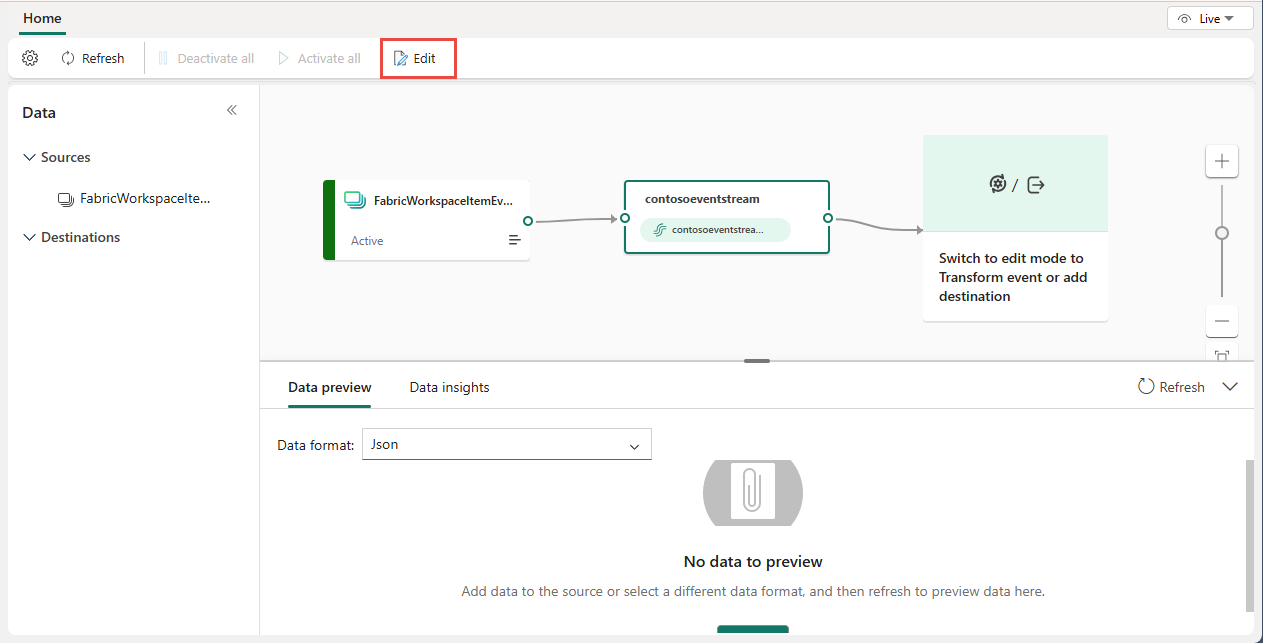 Home
Live
Refresh
Deactivate all
Activate all
Edit
Data
Sources
FabricWorkspaceIte...
Destinations
FabricWorkspaceItemEv...
Active
contosoeventstream
contosoeventstrea...
/
Switch to edit mode to
Transform event or add
destination
Data preview
Data insights
Refresh
Data format:
Json
No data to preview
Add data to the source or select a different data format, and then refresh to preview data here.